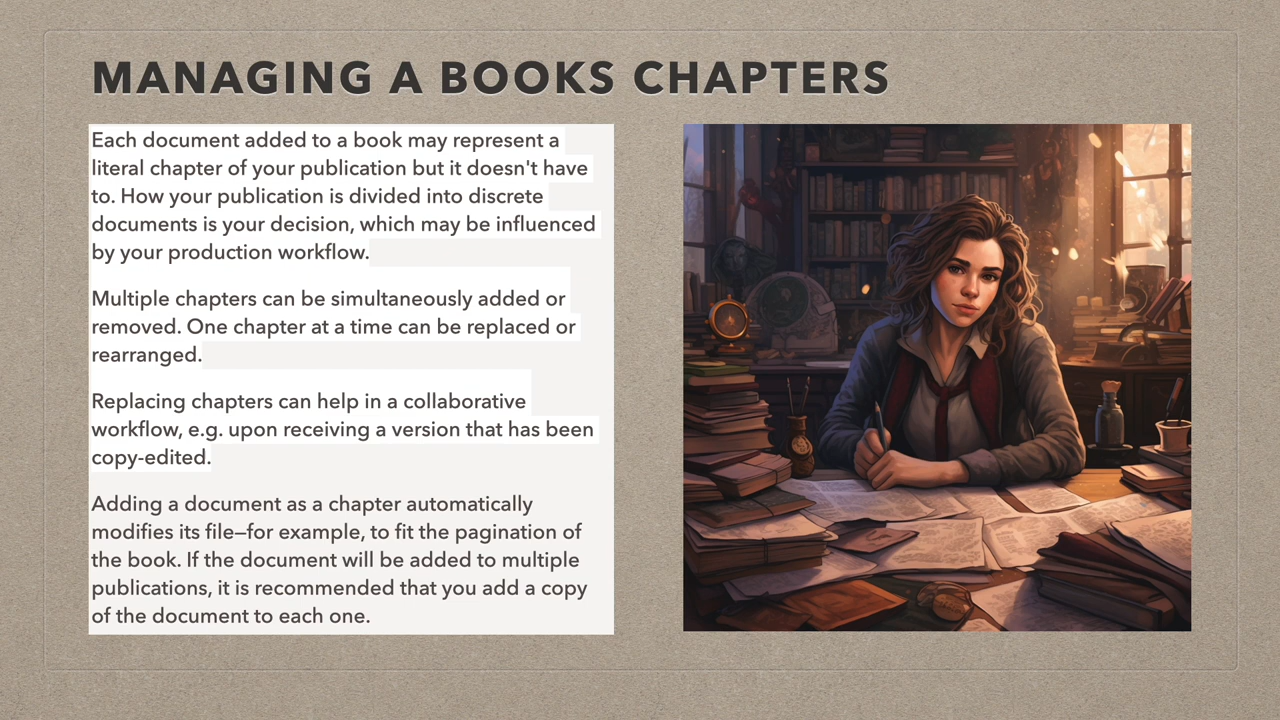 MANAGING A BOOKS CHAPTERS
Each document added to a book may represent a
literal chapter of your publication but it doesn't have
to. How your publication is divided into discrete
documents is your decision, which may be influenced
by your production workflow.
Multiple chapters can be simultaneously added or
removed. One chapter at a time can be replaced or
rearranged.
Replacing chapters can help in a collaborative
workflow, e.g. upon receiving a version that has been
copy-edited.
Adding a document as a chapter automatically
modifies its file—for example, to fit the pagination of
the book. If the document will be added to multiple
publications, it is recommended that you add a copy
of the document to each one.